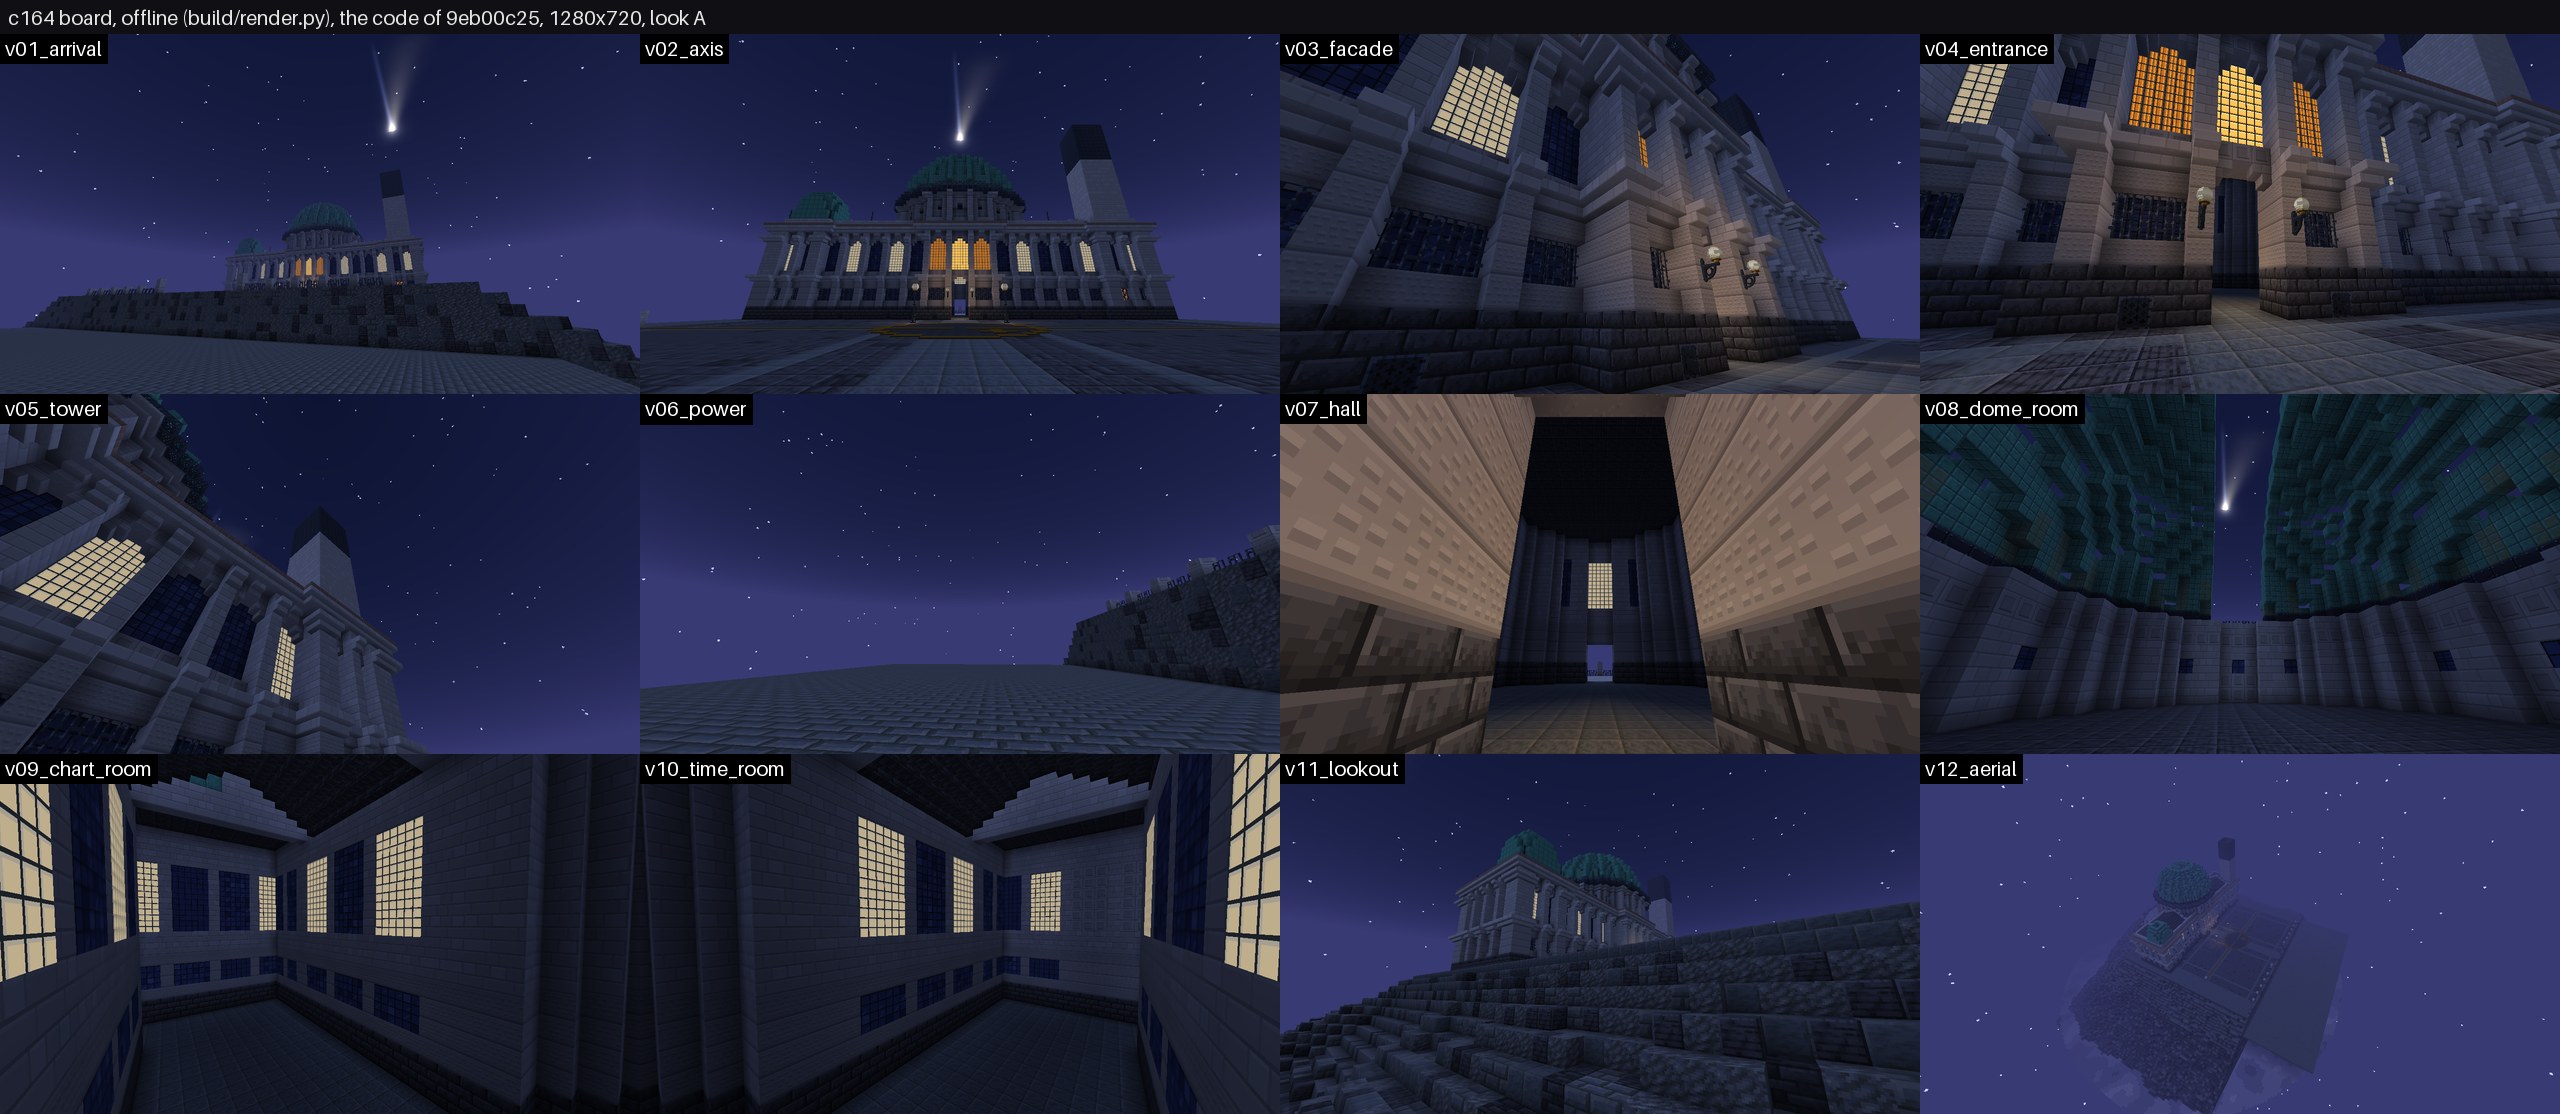 c164 board, offline (build/render.py), the code of 9eb00c25, 1280x720, look A
v01_arrival
v02_axis
v03_facade
v04_entrance
v05_tower
v06_power
v07_hall
v08_dome_room
v09_chart_room
v10_time_room
v11_lookout
v12_aerial